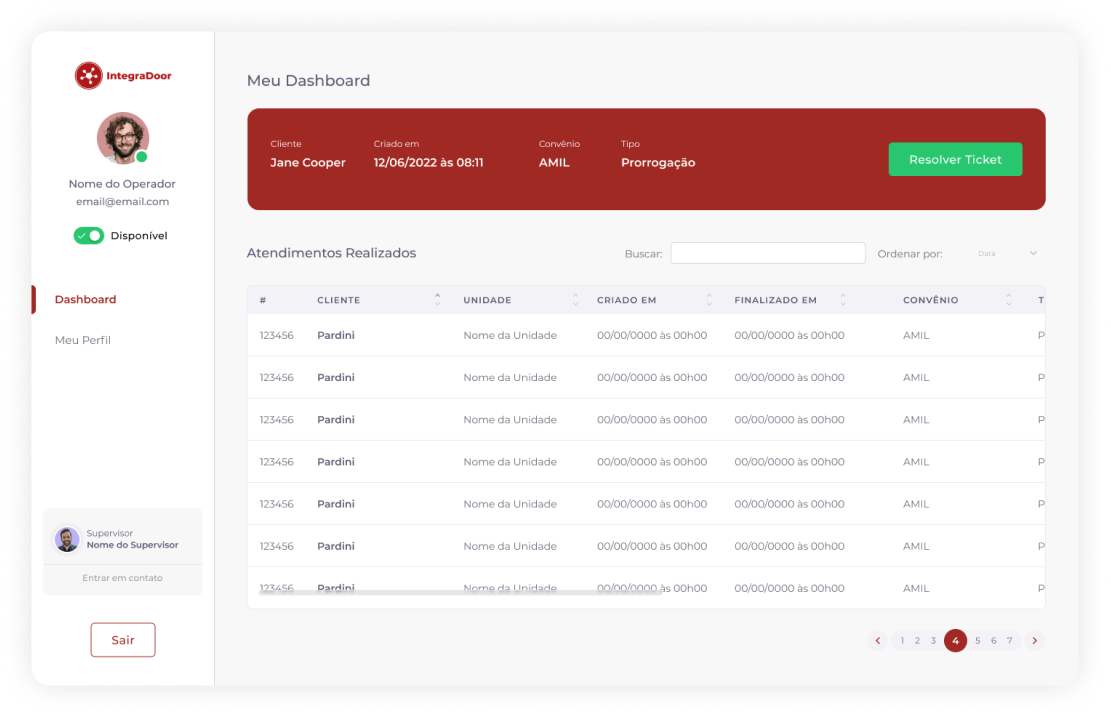 IntegraDoor
Nome do Operador
email@email.com
Disponível
Dashboard
Meu Perfil
Supervisor
Nome do Supervisor
Entrar em contato
Sair
Meu Dashboard
Cliente Criado em Convênio Tipo
Jane Cooper 12/06/2022 às 08:11 AMIL Prorrogação
Resolver Ticket
Atendimentos Realizados Buscar: Ordenar por: Data
# CLIENTE UNIDADE CRIADO EM FINALIZADO EM CONVÊNIO T
123456 Pardini Nome da Unidade 00/00/0000 às 00h00 00/00/0000 às 00h00 AMIL P
123456 Pardini Nome da Unidade 00/00/0000 às 00h00 00/00/0000 às 00h00 AMIL P
123456 Pardini Nome da Unidade 00/00/0000 às 00h00 00/00/0000 às 00h00 AMIL P
123456 Pardini Nome da Unidade 00/00/0000 às 00h00 00/00/0000 às 00h00 AMIL P
123456 Pardini Nome da Unidade 00/00/0000 às 00h00 00/00/0000 às 00h00 AMIL P
123456 Pardini Nome da Unidade 00/00/0000 às 00h00 00/00/0000 às 00h00 AMIL P
123456 Pardini Nome da Unidade 00/00/0000 às 00h00 00/00/0000 às 00h00 AMIL P
1 2 3 4 5 6 7